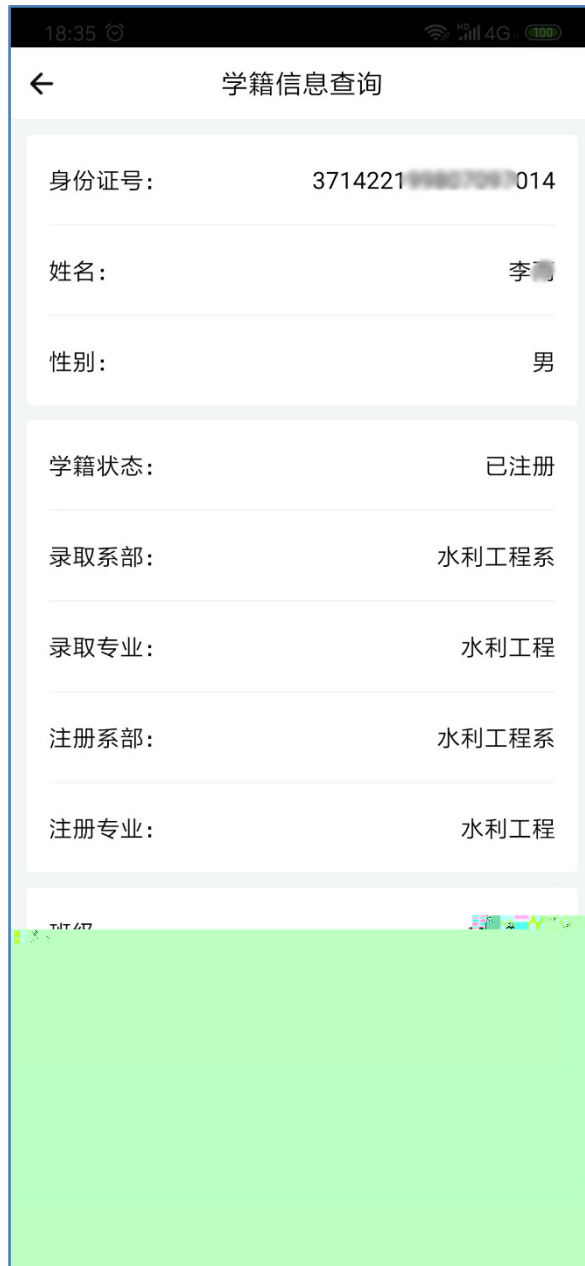 18:35
HD 4G 100
学籍信息查询
身份证号: 3714221 014
姓名: 李
性别: 男
学籍状态: 已注册
录取系部: 水利工程系
录取专业: 水利工程
注册系部: 水利工程系
注册专业: 水利工程